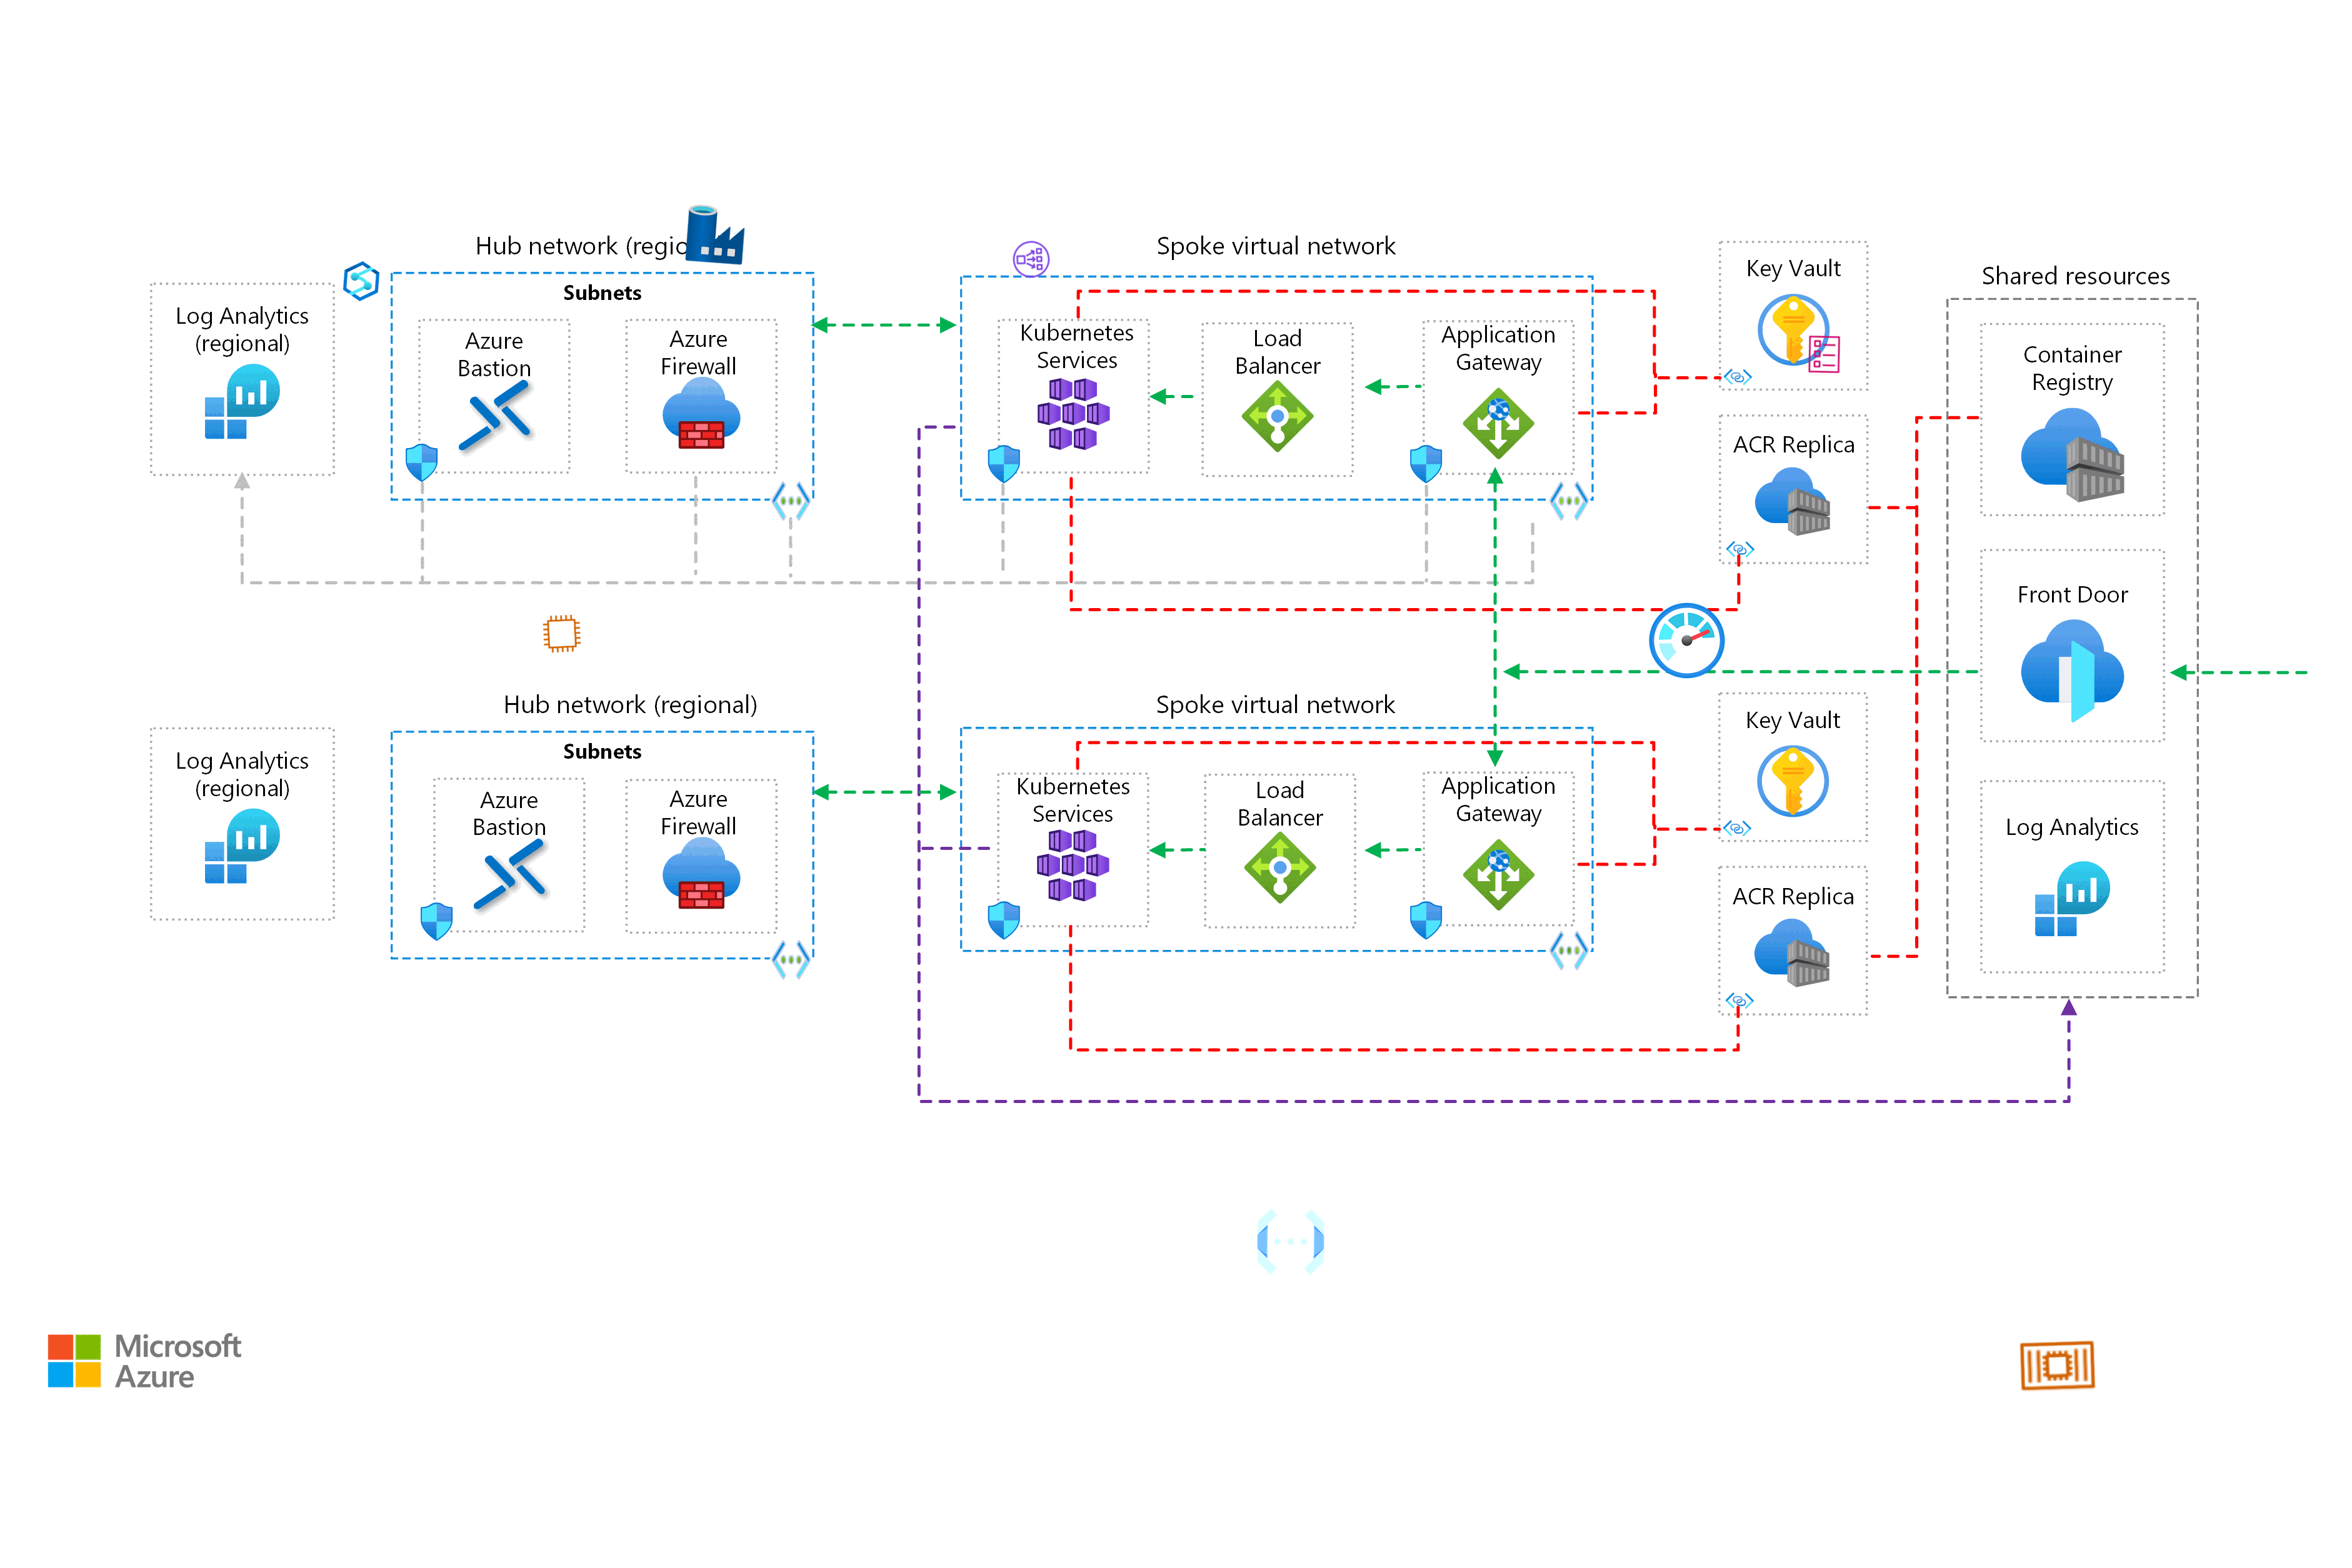 Hub network (regio
Spoke virtual network
Key Vault
Shared resources
Subnets
Log Analytics
(regional)
Azure
Bastion
Azure
Firewall
Kubernetes
Services
Load
Balancer
Application
Gateway
Container
Registry
ACR Replica
Front Door
Hub network (regional)
Spoke virtual network
Key Vault
Subnets
Log Analytics
(regional)
Azure
Bastion
Azure
Firewall
Kubernetes
Services
Load
Balancer
Application
Gateway
Log Analytics
ACR Replica
Microsoft
Azure